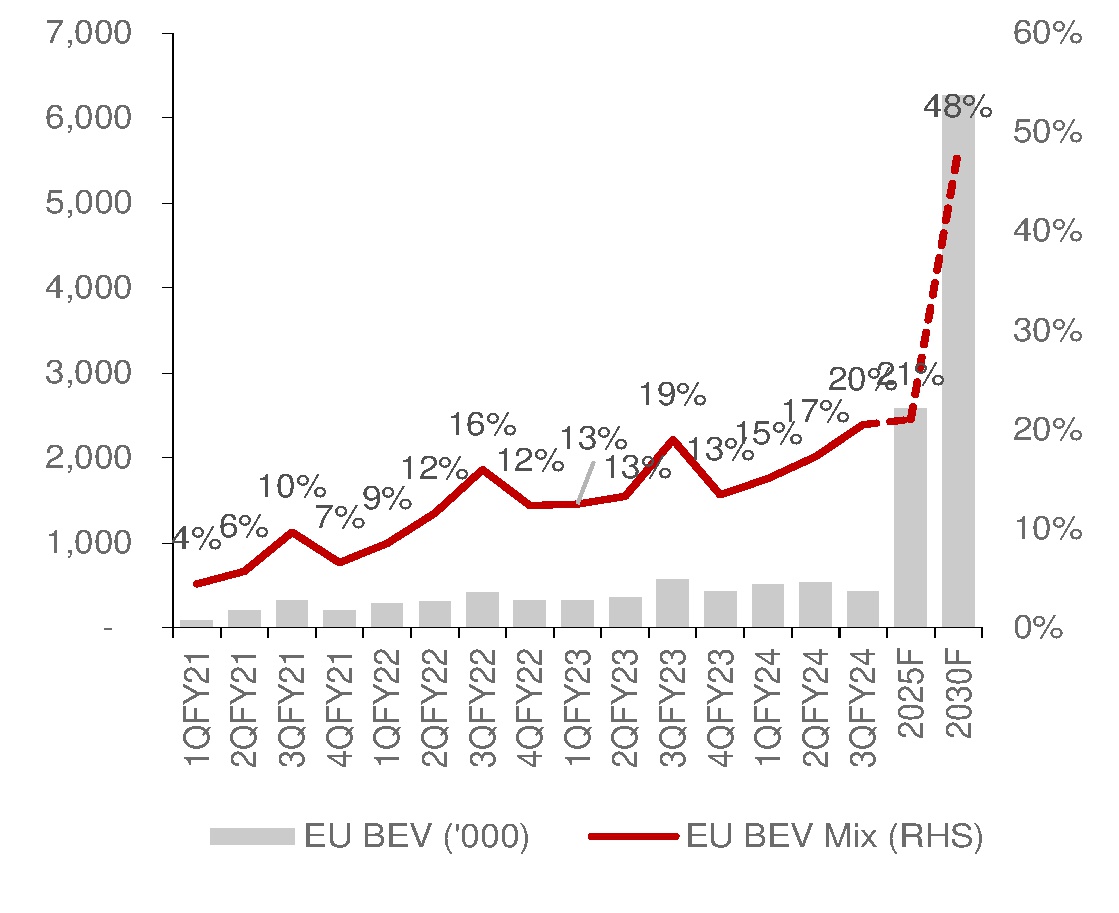 7,000
6,000
5,000
4,000
3,000
2,000
1,000
-
60%
50%
40%
30%
20%
10%
0%
4%
6%
10%
7%
9%
12%
16%
12%
13%
13%
19%
13%
15%
17%
20%
21%
48%
1QFY21
2QFY21
3QFY21
4QFY21
1QFY22
2QFY22
3QFY22
4QFY22
1QFY23
2QFY23
3QFY23
4QFY23
1QFY24
2QFY24
3QFY24
2025F
2030F
EU BEV ('000)
EU BEV Mix (RHS)